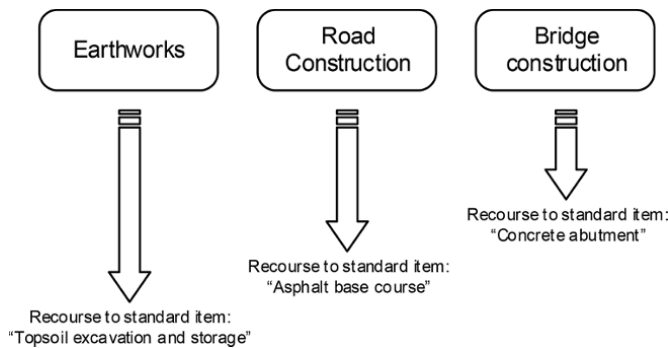 Earthworks
Road
Construction
Bridge
construction
Recourse to standard item:
"Concrete abutment"
Recourse to standard item:
"Asphalt base course"
Recourse to standard item:
"Topsoil excavation and storage"